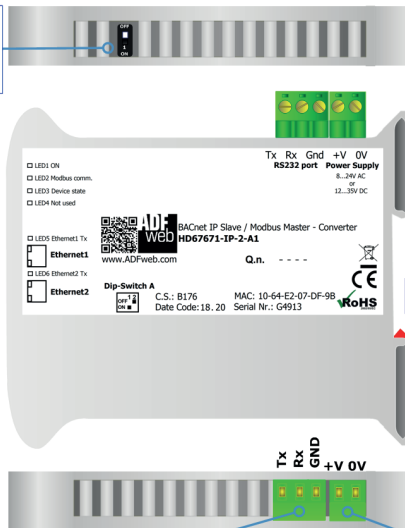 OFF
1
ON
Tx Rx Gnd +V 0V
RS232 port Power Supply
8...24V AC
or
12...35V DC
LED1 ON
LED2 Modbus comm.
LED3 Device state
LED4 Not used
ADF
web
BACnet IP Slave / Modbus Master - Converter
HD67671-IP-2-A1
LED5 Ethernet1 Tx
Ethernet1
www.ADFweb.com
Q.n. - - - -
LED6 Ethernet2 Tx
Ethernet2
Dip-Switch A
1 2
OFF
ON
C.S.: B176
MAC: 10-64-E2-07-DF-9B
Date Code: 18. 20
Serial Nr.: G4913
CE
RoHS
Tx
Rx
GND
+V 0V